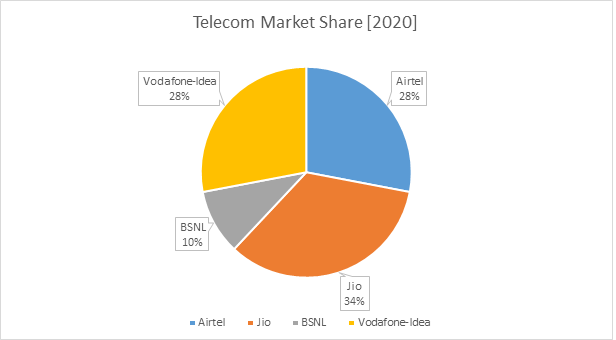 Telecom Market Share [2020]
Vodafone-Idea
28%
Airtel
28%
BSNL
10%
Jio
34%
Airtel Jio BSNL Vodafone-Idea